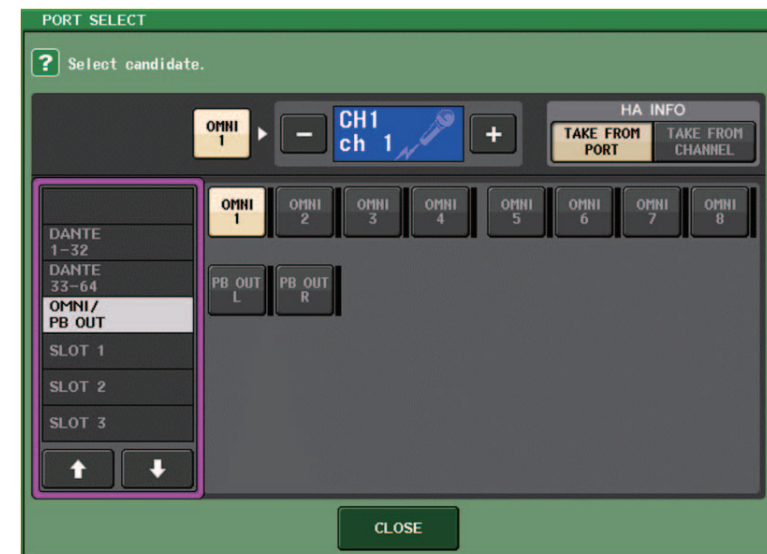 PORT SELECT
? Select candidate.
OMNI
1
−
CH1
ch 1
+
HA INFO
TAKE FROM
PORT
TAKE FROM
CHANNEL
DANTE
1-32
DANTE
33-64
OMNI/
PB OUT
SLOT 1
SLOT 2
SLOT 3
OMNI
1
OMNI
2
OMNI
3
OMNI
4
OMNI
5
OMNI
6
OMNI
7
OMNI
8
PB OUT
L
PB OUT
R
CLOSE